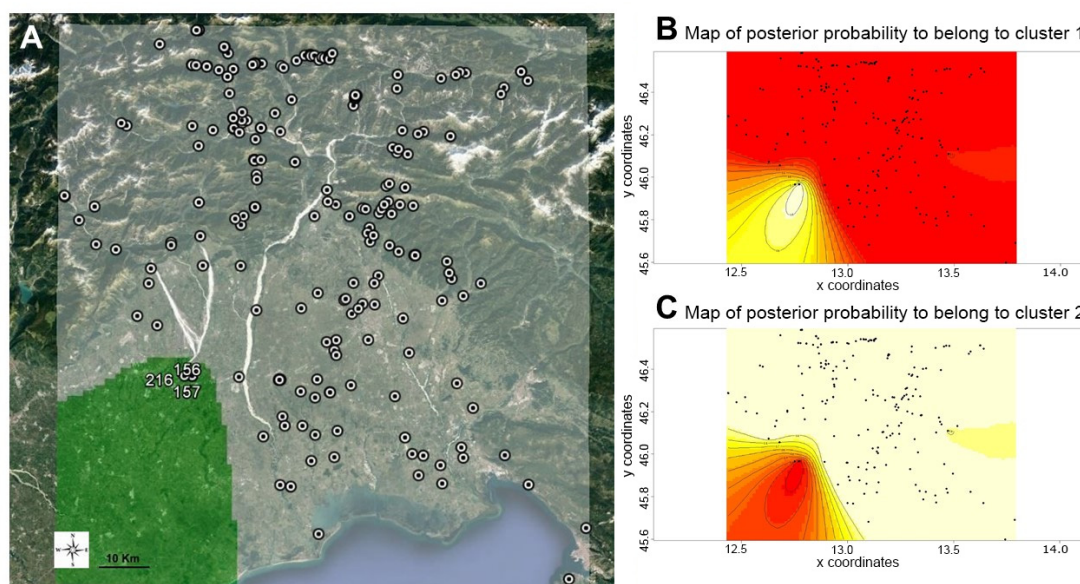 A
156
216
157
N
W E
S
10 Km
B Map of posterior probability to belong to cluster 1
y coordinates
46.4
46.2
46.0
45.8
45.6
12.5 13.0 13.5 14.0
x coordinates
C Map of posterior probability to belong to cluster 2
y coordinates
46.4
46.2
46.0
45.8
45.6
12.5 13.0 13.5 14.0
x coordinates